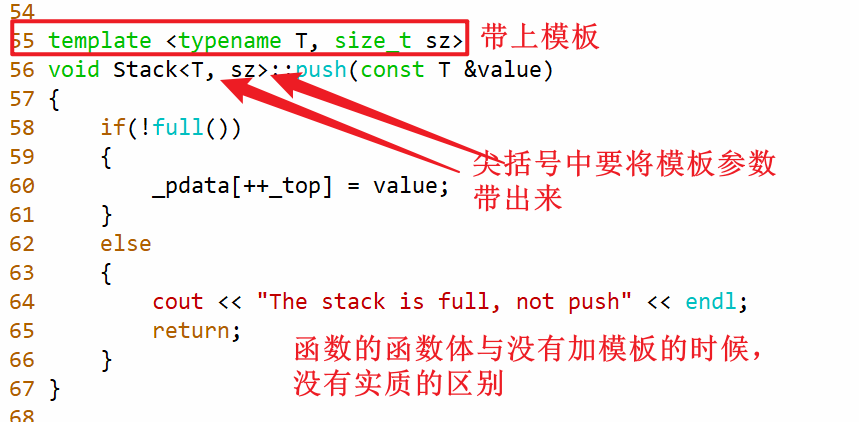 54
55 template <typename T, size_t sz> 带上模板
56 void Stack<T, sz>::push(const T &value)
57 {
58     if(!full())
59     {
尖括号中要将模板参数
60         _pdata[++_top] = value;
带出来
61     }
62     else
63     {
64         cout << "The stack is full, not push" << endl;
65         return;
函数的函数体与没有加模板的时候，
66     }
没有实质的区别
67 }
68